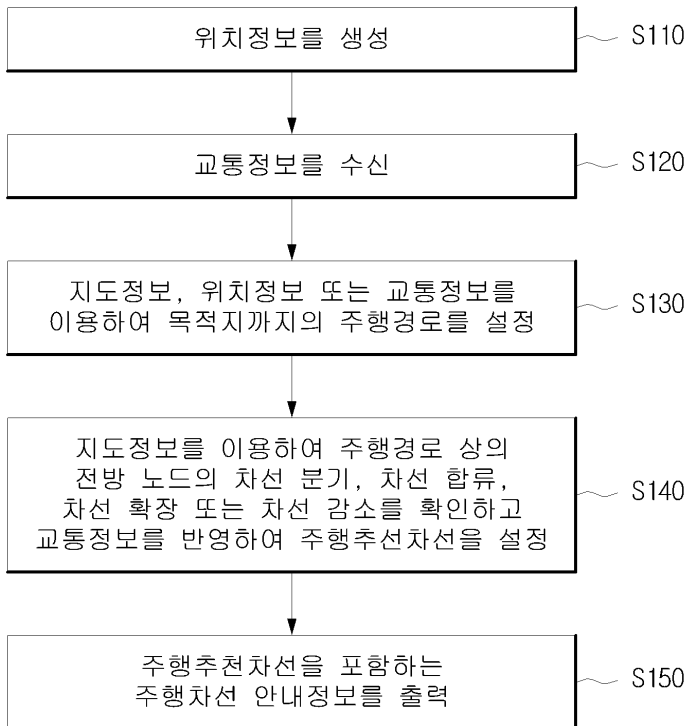 위치정보를 생성
S110
교통정보를 수신
S120
지도정보, 위치정보 또는 교통정보를
이용하여 목적지까지의 주행경로를 설정
S130
지도정보를 이용하여 주행경로 상의
전방 노드의 차선 분기, 차선 합류,
차선 확장 또는 차선 감소를 확인하고
교통정보를 반영하여 주행추선차선을 설정
S140
주행추천차선을 포함하는
주행차선 안내정보를 출력
S150